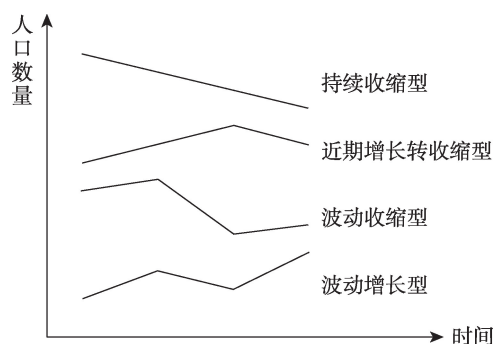 人口数量
持续收缩型
近期增长转收缩型
波动收缩型
波动增长型
时间